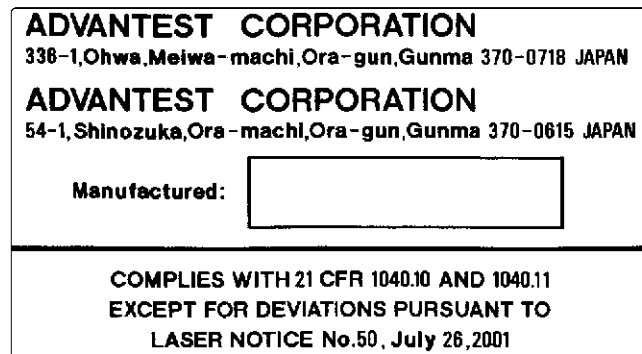 ADVANTEST CORPORATION
336-1,Ohwa,Meiwa-machi,Ora-gun,Gunma 370-0718 JAPAN
ADVANTEST CORPORATION
54-1,Shinozuka,Ora-machi,Ora-gun,Gunma 370-0615 JAPAN
Manufactured:
COMPLIES WITH 21 CFR 1040.10 AND 1040.11
EXCEPT FOR DEVIATIONS PURSUANT TO
LASER NOTICE No.50, July 26,2001